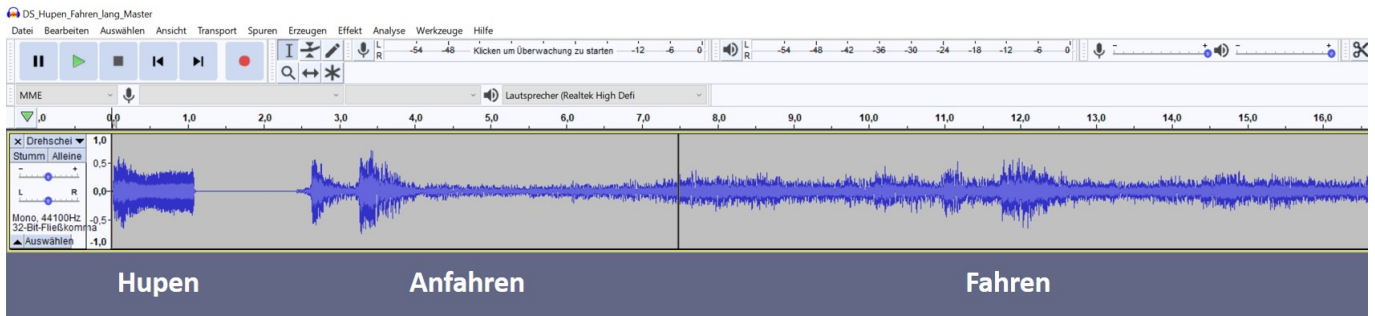 DS_Hupen_Fahren_lang_Master
Datei Bearbeiten Auswählen Ansicht Transport Spuren Erzeugen Effekt Analyse Werkzeuge Hilfe
L R -54 -48 Klicken um Überwachung zu starten -12 -6 0 L R -54 -48 -42 -36 -30 -24 -18 -12 -6 0
MME Lautsprecher (Realtek High Defi
,0 0,0 1,0 2,0 3,0 4,0 5,0 6,0 7,0 8,0 9,0 10,0 11,0 12,0 13,0 14,0 15,0 16,0
x Drehschei 1,0
Stumm Alleine
0,5
- +
L R 0,0
Mono, 44100Hz -0,5
32-Bit-Fließkomma
Auswählen -1,0
Hupen Anfahren Fahren